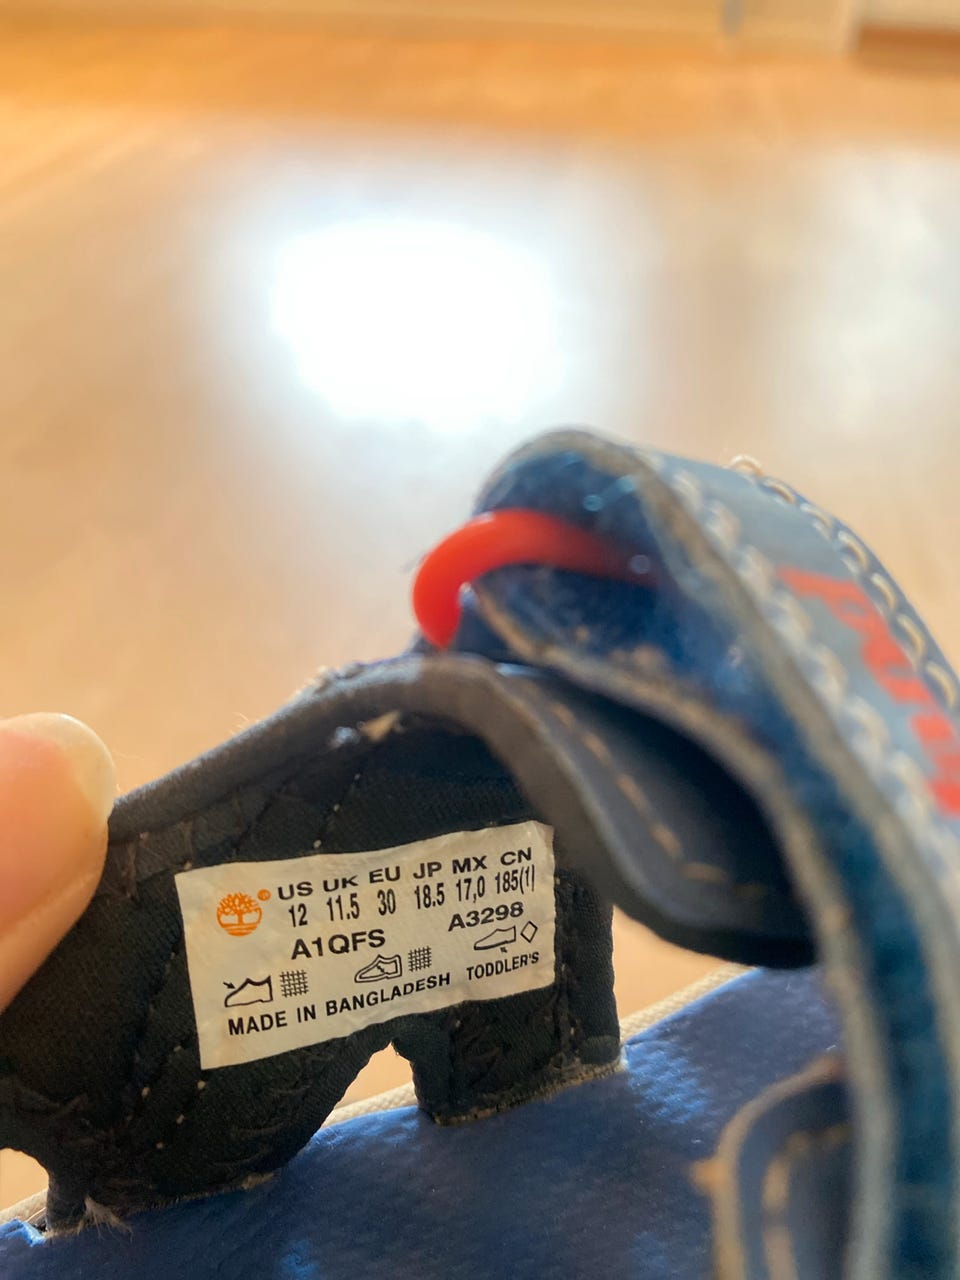 US UK EU JP MX CN
12 11.5 30 18.5 17,0 185(1)
A1QFS A3298
TODDLER'S
MADE IN BANGLADESH